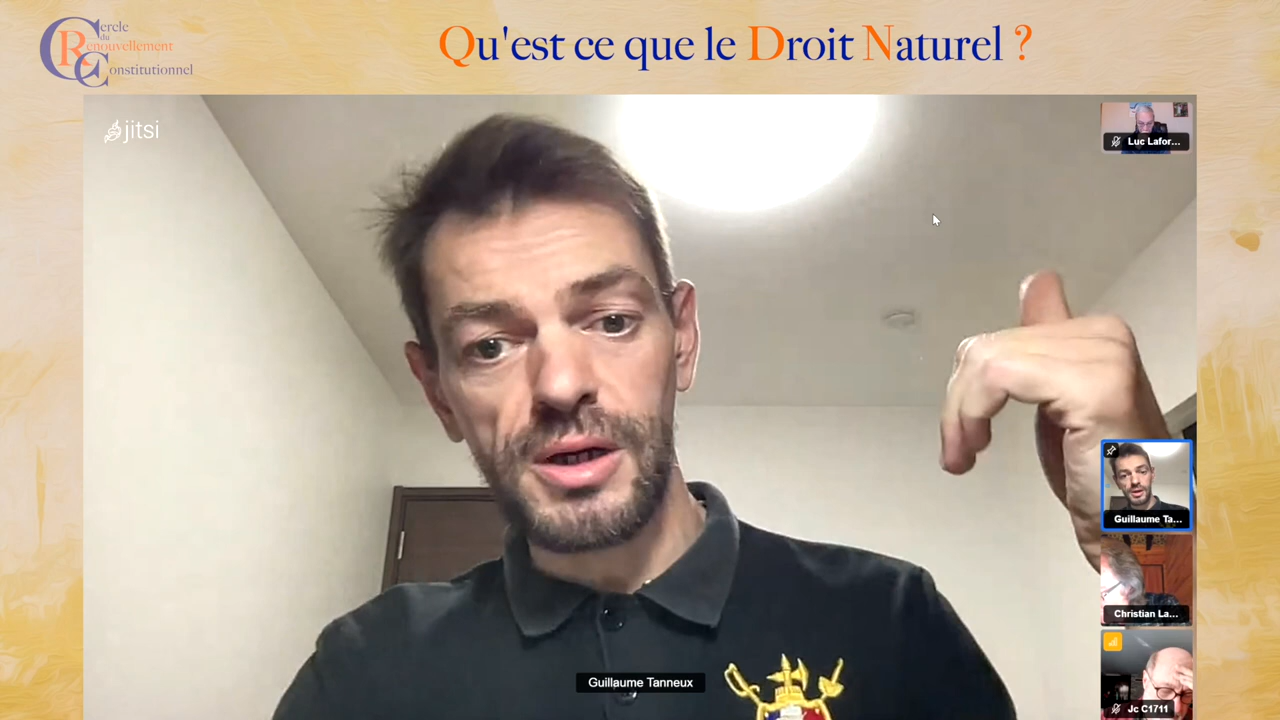 Cercle
du
Renouvellement
Constitutionnel
Qu'est ce que le Droit Naturel ?
jitsi
Luc Lafor...
Guillaume Ta...
Christian La...
Jc C1711
Guillaume Tanneux